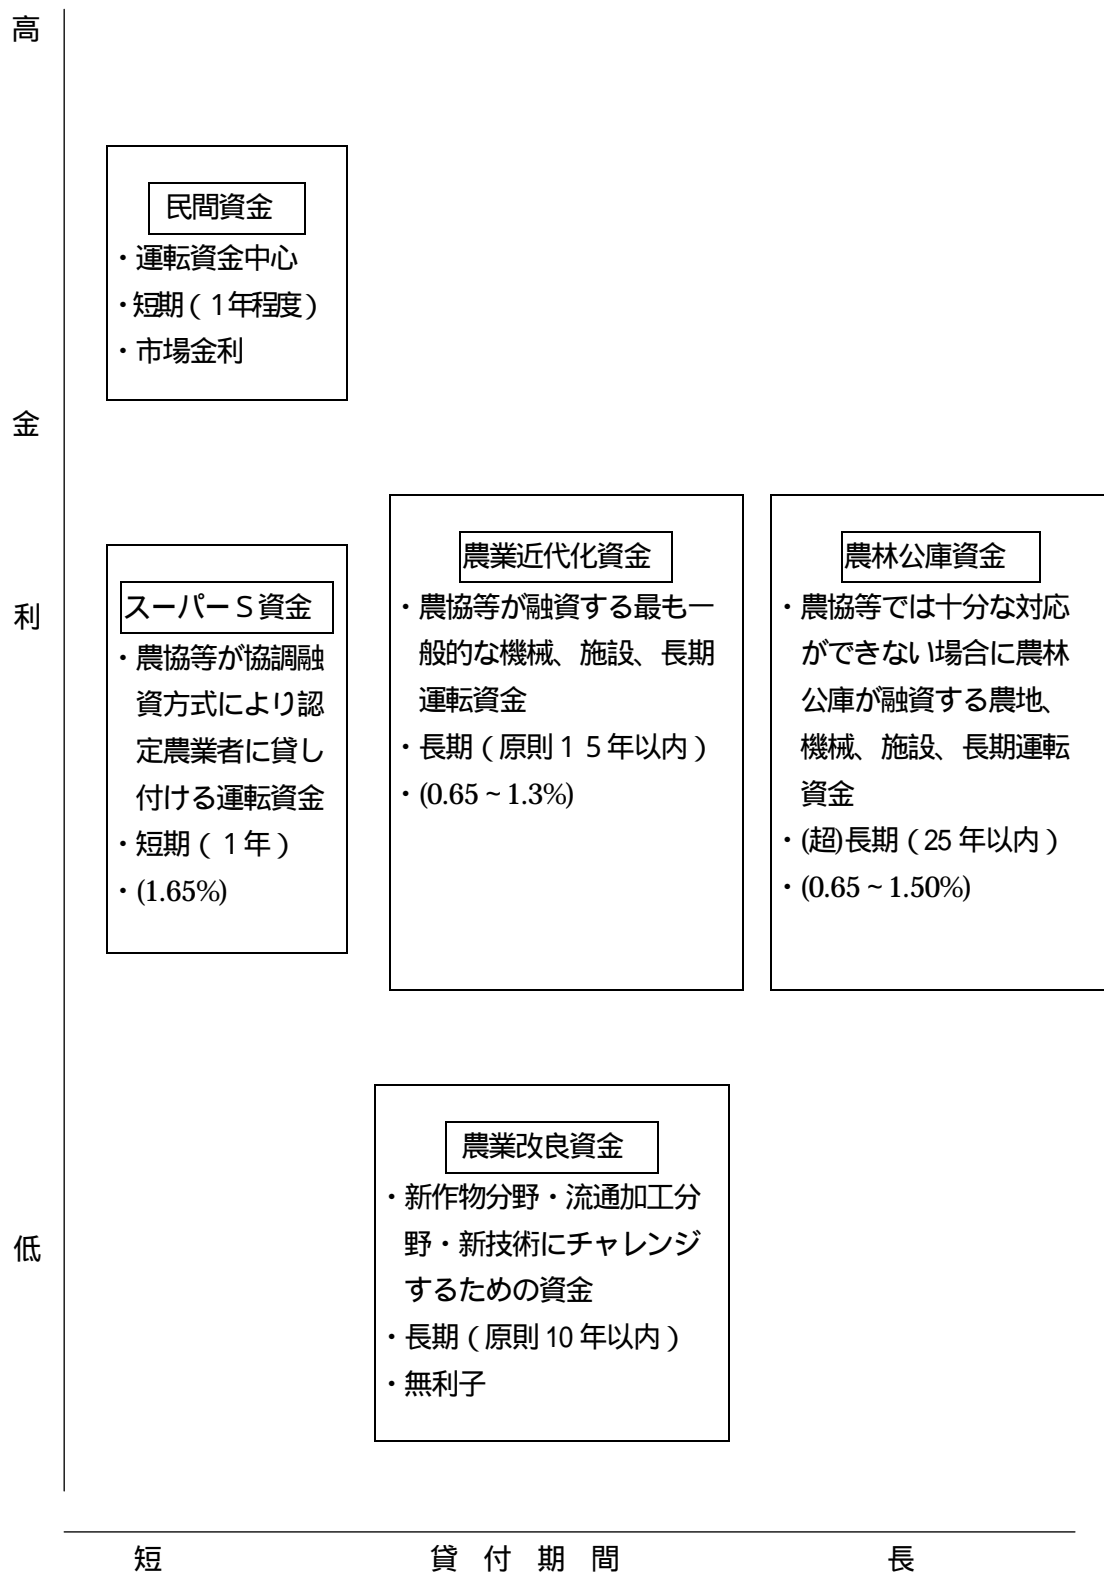 高
金
利
低
民間資金
・運転資金中心
・短期(1年程度)
・市場金利
スーパーS資金
・農協等が協調融
資方式により認
定農業者に貸し
付ける運転資金
・短期(1年)
・(1.65%)
農業近代化資金
・農協等が融資する最も一
般的な機械、施設、長期
運転資金
・長期(原則15年以内)
・(0.65~1.3%)
農林公庫資金
・農協等では十分な対応
ができない場合に農林
公庫が融資する農地、
機械、施設、長期運転
資金
・(超)長期(25年以内)
・(0.65~1.50%)
農業改良資金
・新作物分野・流通加工分
野・新技術にチャレンジ
するための資金
・長期(原則10年以内)
・無利子
短 貸付期間 長